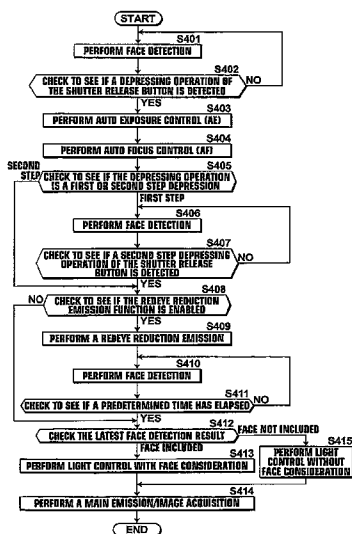 START
S401
PERFORM FACE DETECTION
S402
CHECK TO SEE IF A DEPRESSING OPERATION OF
THE SHUTTER RELEASE BUTTON IS DETECTED
NO
YES
S403
PERFORM AUTO EXPOSURE CONTROL (AE)
S404
PERFORM AUTO FOCUS CONTROL (AF)
S405
SECOND
STEP
CHECK TO SEE IF THE DEPRESSING OPERATION
IS A FIRST OR SECOND STEP DEPRESSION
FIRST STEP
S406
PERFORM FACE DETECTION
S407
CHECK TO SEE IF A SECOND STEP DEPRESSING
OPERATION OF THE SHUTTER RELEASE
BUTTON IS DETECTED
NO
YES
S408
NO
CHECK TO SEE IF THE REDEYE REDUCTION
EMISSION FUNCTION IS ENABLED
YES
S409
PERFORM A REDEYE REDUCTION EMISSION
S410
PERFORM FACE DETECTION
S411
CHECK TO SEE IF A PREDETERMINED TIME HAS ELAPSED
NO
YES
S412
CHECK THE LATEST FACE DETECTION RESULT
FACE NOT INCLUDED
FACE INCLUDED
S413
PERFORM LIGHT CONTROL WITH FACE CONSIDERATION
S415
PERFORM LIGHT
CONTROL WITHOUT
FACE CONSIDERATION
S414
PERFORM A MAIN EMISSION/IMAGE ACQUISITION
END